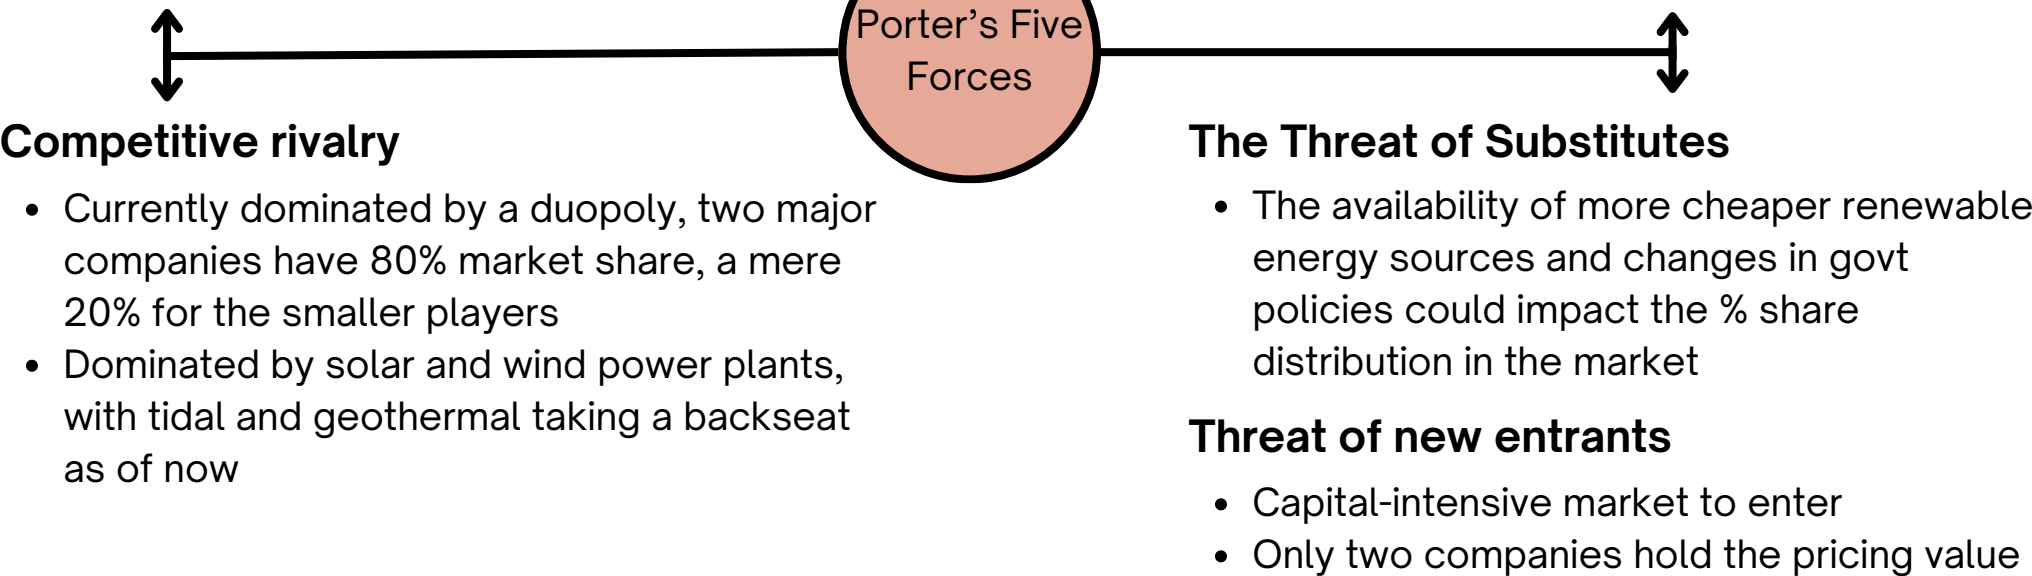 Porter’s Five
Forces
Competitive rivalry
• Currently dominated by a duopoly, two major
companies have 80% market share, a mere
20% for the smaller players
• Dominated by solar and wind power plants,
with tidal and geothermal taking a backseat
as of now
The Threat of Substitutes
• The availability of more cheaper renewable
energy sources and changes in govt
policies could impact the % share
distribution in the market
Threat of new entrants
• Capital-intensive market to enter
• Only two companies hold the pricing value